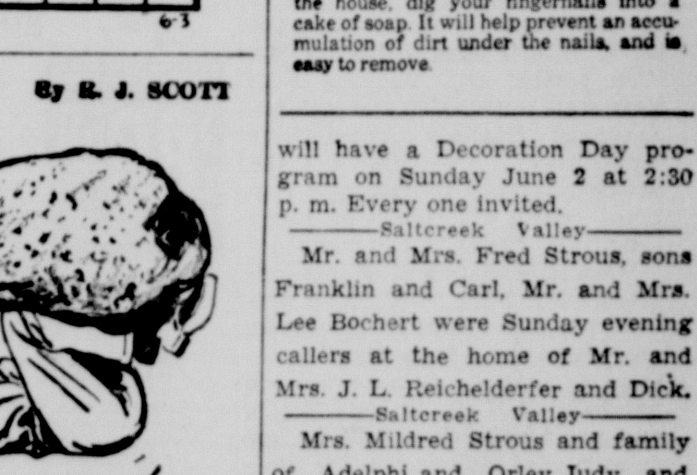 6-3
By R. J. SCOTT
the house, dig your fingernails into a
cake of soap. It will help prevent an accu-
mulation of dirt under the nails, and is
easy to remove.
will have a Decoration Day pro-
gram on Sunday June 2 at 2:30
p. m. Every one invited.
Saltcreek Valley
Mr. and Mrs. Fred Strous, sons
Franklin and Carl, Mr. and Mrs.
Lee Bochert were Sunday evening
callers at the home of Mr. and
Mrs. J. L. Reichelderfer and Dick.
Saltcreek Valley
Mrs. Mildred Strous and family
of Adelphi and Orley Judy and